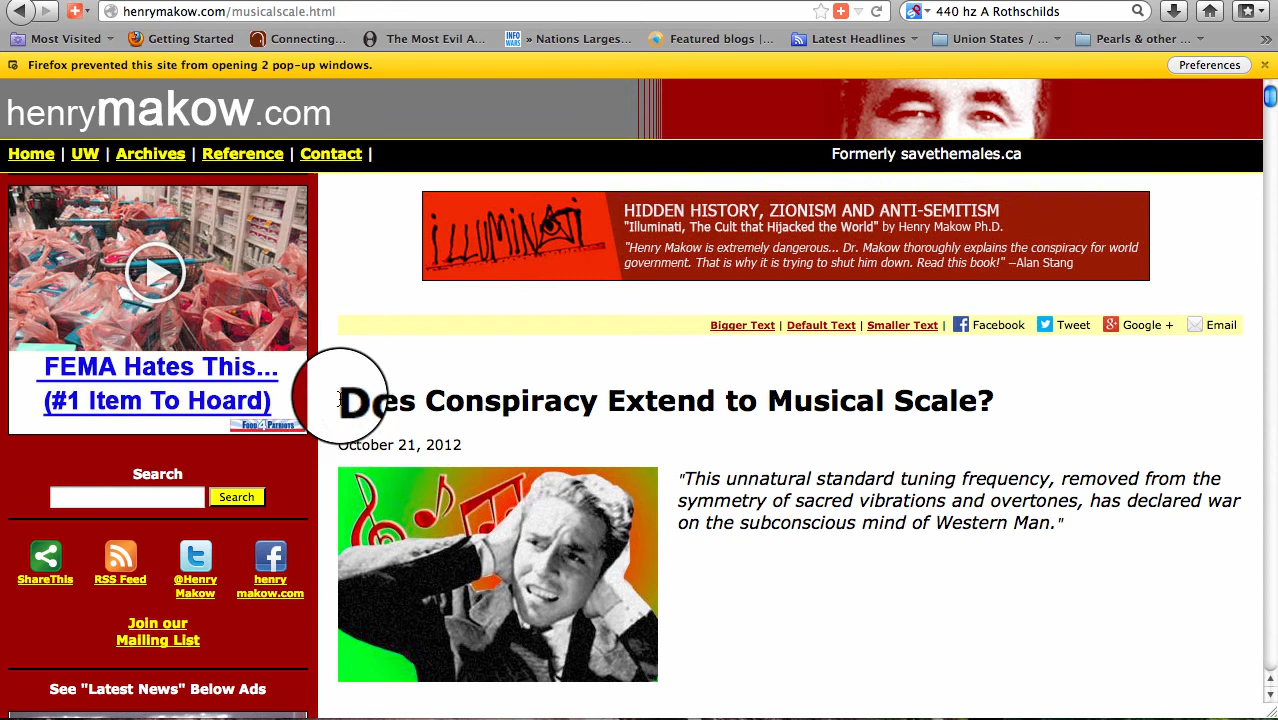 henrymakow.com/musicalscale.html
440 hz A Rothschilds
Most Visited
Getting Started
Connecting...
The Most Evil A...
INFO WARS
» Nations Larges...
Featured blogs |...
Latest Headlines
Union States / ...
Pearls & other ...
Firefox prevented this site from opening 2 pop-up windows.
Preferences
henrymakow.com
Home | UW | Archives | Reference | Contact |
Formerly savethemales.ca
ILLUMINATI
HIDDEN HISTORY, ZIONISM AND ANTI-SEMITISM
"Illuminati, The Cult that Hijacked the World" by Henry Makow Ph.D.
"Henry Makow is extremely dangerous... Dr. Makow thoroughly explains the conspiracy for world
government. That is why it is trying to shut him down. Read this book!" –Alan Stang
Bigger Text | Default Text | Smaller Text | Facebook Tweet Google + Email
FEMA Hates This...
(#1 Item To Hoard)
FOOD4PATRIOTS
Does Conspiracy Extend to Musical Scale?
October 21, 2012
"This unnatural standard tuning frequency, removed from the
symmetry of sacred vibrations and overtones, has declared war
on the subconscious mind of Western Man."
Search
Search
ShareThis
RSS Feed
@Henry
Makow
henry
makow.com
Join our
Mailing List
See "Latest News" Below Ads